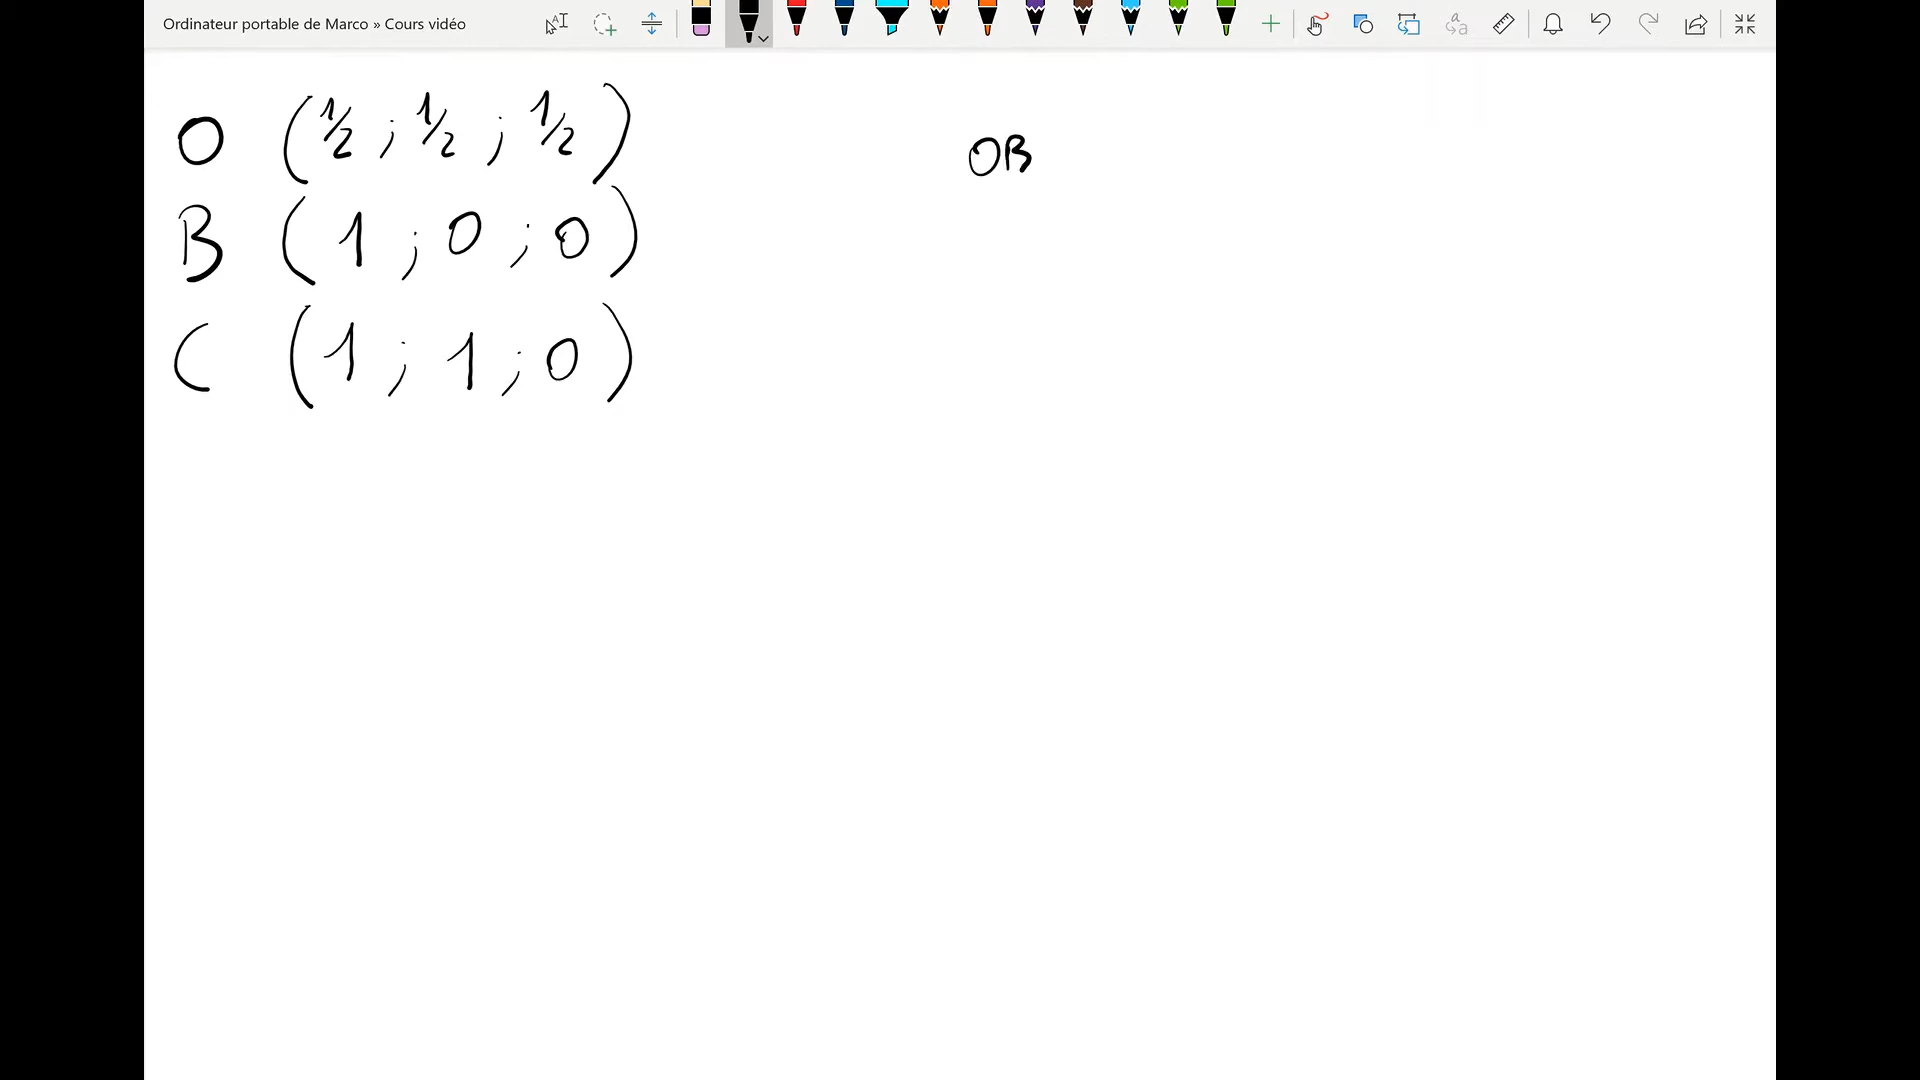 Ordinateur portable de Marco » Cours vidéo
O (1/2 ; 1/2 ; 1/2)
OB
B (1 ; 0 ; 0)
C (1 ; 1 ; 0)